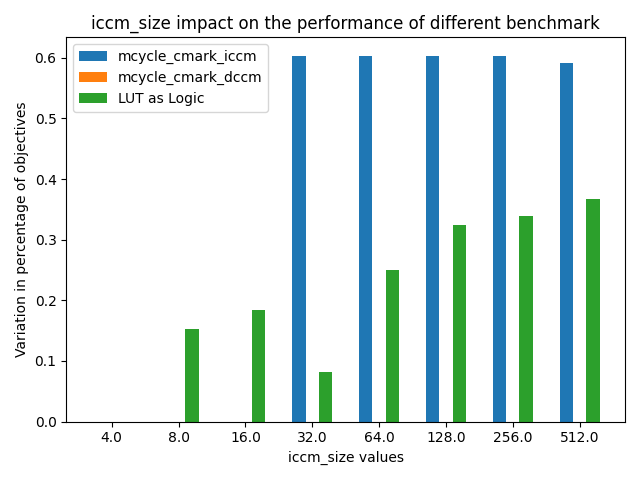 iccm_size impact on the performance of different benchmark
mcycle_cmark_iccm
mcycle_cmark_dccm
LUT as Logic
Variation in percentage of objectives
0.6
0.5
0.4
0.3
0.2
0.1
0.0
4.0 8.0 16.0 32.0 64.0 128.0 256.0 512.0
iccm_size values